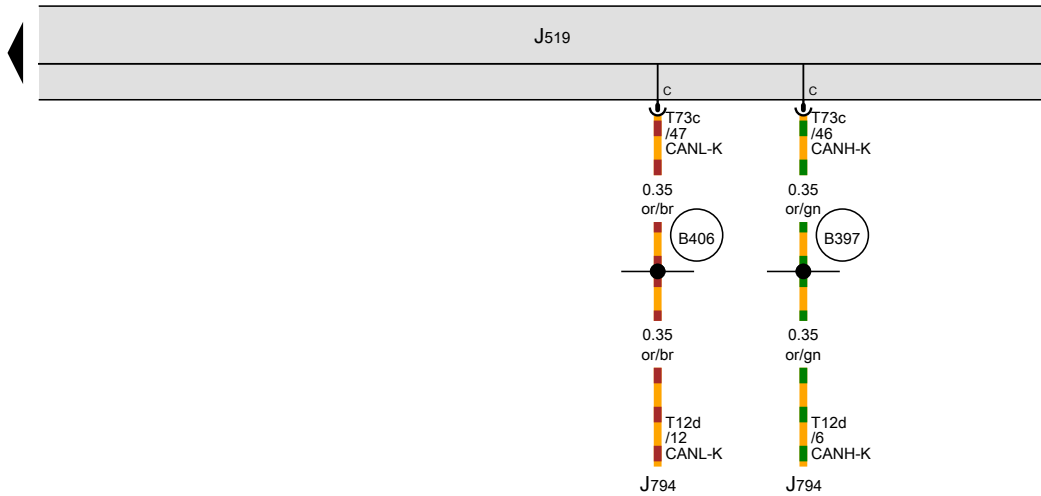 J519
C
C
T73c
/47
CANL-K
T73c
/46
CANH-K
0.35
or/br
0.35
or/gn
B406
B397
0.35
or/br
0.35
or/gn
T12d
/12
CANL-K
T12d
/6
CANH-K
J794
J794